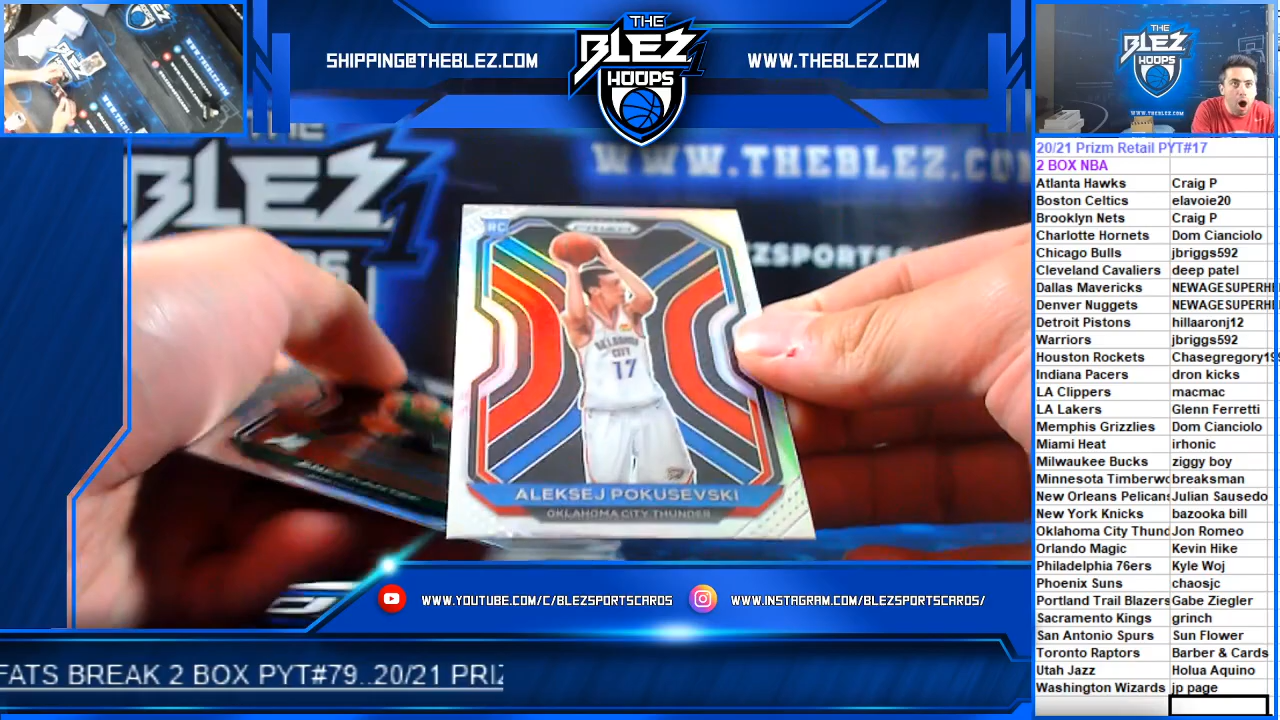 SHIPPING@THEBLEZ.COM
THE
BLEZ
1
HOOPS
WWW.THEBLEZ.COM
THE
BLEZ
WWW.THEBLEZ.COM
WWW.THEBLEZ.COM
BLEZ
1
RC
OKLAHOMA
CITY
17
ALEKSEJ POKUSEVSKI
OKLAHOMA CITY THUNDER
20/21 Prizm Retail PYT#17
2 BOX NBA
Atlanta Hawks Craig P
Boston Celtics elavoie20
Brooklyn Nets Craig P
Charlotte Hornets Dom Cianciolo
Chicago Bulls jbriggs592
Cleveland Cavaliers deep patel
Dallas Mavericks NEWAGESUPERH
Denver Nuggets NEWAGESUPERH
Detroit Pistons hillaaronj12
Warriors jbriggs592
Houston Rockets Chasegregory19
Indiana Pacers dron kicks
LA Clippers macmac
LA Lakers Glenn Ferretti
Memphis Grizzlies Dom Cianciolo
Miami Heat irhonic
Milwaukee Bucks ziggy boy
Minnesota Timberwo breaksman
New Orleans Pelicans Julian Sausedo
New York Knicks bazooka bill
Oklahoma City Thund Jon Romeo
Orlando Magic Kevin Hike
Philadelphia 76ers Kyle Woj
Phoenix Suns chaosjc
Portland Trail Blazers Gabe Ziegler
Sacramento Kings grinch
San Antonio Spurs Sun Flower
Toronto Raptors Barber & Cards
Utah Jazz Holua Aquino
Washington Wizards jp page
WWW.YOUTUBE.COM/C/BLEZSPORTSCARDS
WWW.INSTAGRAM.COM/BLEZSPORTSCARDS/
FATS BREAK 2 BOX PYT#79..20/21 PRIZ